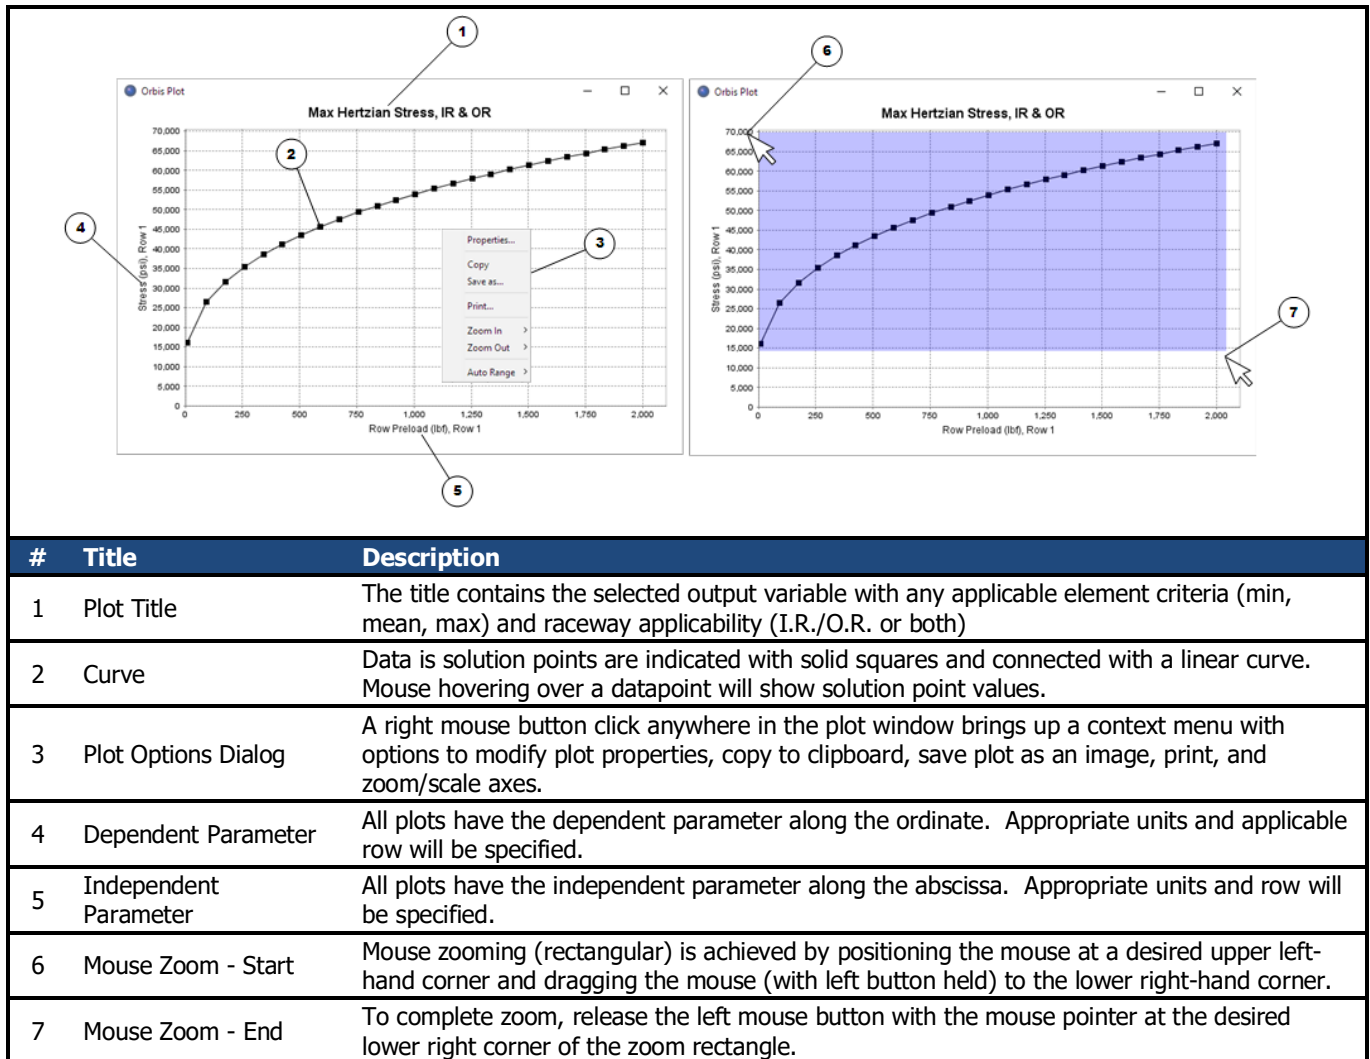 1
6
Orbis Plot
Max Hertzian Stress, IR & OR
70,000
65,000
60,000
55,000
50,000
45,000
40,000
35,000
30,000
25,000
20,000
15,000
10,000
5,000
0
Stress (psi), Row 1
0 250 500 750 1,000 1,250 1,500 1,750 2,000
Row Preload (lbf), Row 1
2
4
3
Properties...
Copy
Save as...
Print...
Zoom In
Zoom Out
Auto Range
5
Orbis Plot
Max Hertzian Stress, IR & OR
70,000
65,000
60,000
55,000
50,000
45,000
40,000
35,000
30,000
25,000
20,000
15,000
10,000
5,000
0
Stress (psi), Row 1
0 250 500 750 1,000 1,250 1,500 1,750 2,000
Row Preload (lbf), Row 1
7
# Title Description
1 Plot Title The title contains the selected output variable with any applicable element criteria (min,
mean, max) and raceway applicability (I.R./O.R. or both)
2 Curve Data is solution points are indicated with solid squares and connected with a linear curve.
Mouse hovering over a datapoint will show solution point values.
3 Plot Options Dialog A right mouse button click anywhere in the plot window brings up a context menu with
options to modify plot properties, copy to clipboard, save plot as an image, print, and
zoom/scale axes.
4 Dependent Parameter All plots have the dependent parameter along the ordinate. Appropriate units and applicable
row will be specified.
5 Independent
Parameter All plots have the independent parameter along the abscissa. Appropriate units and row will
be specified.
6 Mouse Zoom - Start Mouse zooming (rectangular) is achieved by positioning the mouse at a desired upper left-
hand corner and dragging the mouse (with left button held) to the lower right-hand corner.
7 Mouse Zoom - End To complete zoom, release the left mouse button with the mouse pointer at the desired
lower right corner of the zoom rectangle.